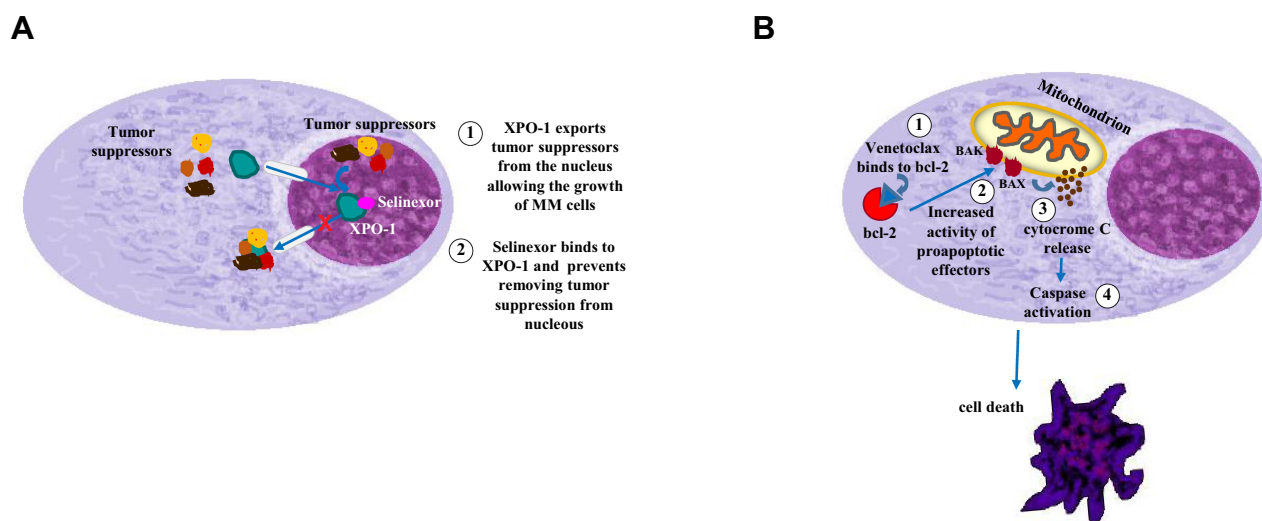 A
Tumor
suppressors
Tumor suppressors
Selinexor
XPO-1
1
XPO-1 exports
tumor suppressors
from the nucleus
allowing the growth
of MM cells
2
Selinexor binds to
XPO-1 and prevents
removing tumor
suppression from
nucleous
B
Mitochondrion
1
Venetoclax
binds to bcl-2
BAK
BAX
bcl-2
2
Increased
activity of
proapoptotic
effectors
3
cytocrome C
release
Caspase
activation
4
cell death